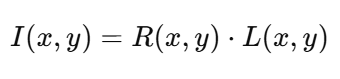 I(x, y) = R(x, y) · L(x, y)